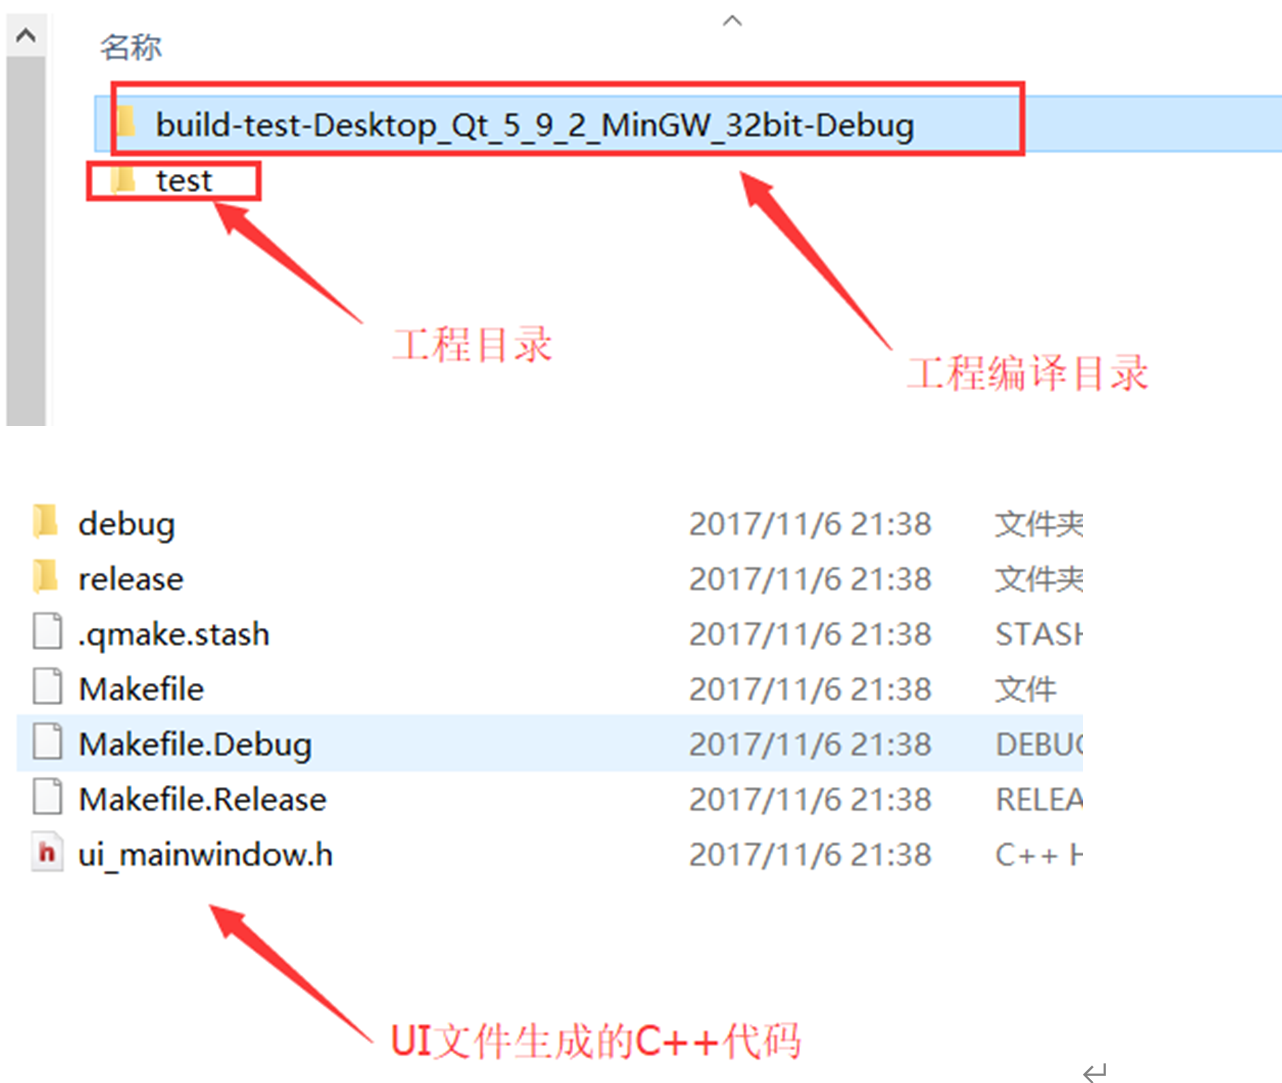 名称
build-test-Desktop_Qt_5_9_2_MinGW_32bit-Debug
test
工程目录
工程编译目录
debug 2017/11/6 21:38 文件夹
release 2017/11/6 21:38 文件夹
.qmake.stash 2017/11/6 21:38 STASH
Makefile 2017/11/6 21:38 文件
Makefile.Debug 2017/11/6 21:38 DEBUG
Makefile.Release 2017/11/6 21:38 RELEA
ui_mainwindow.h 2017/11/6 21:38 C++ H
UI文件生成的C++代码